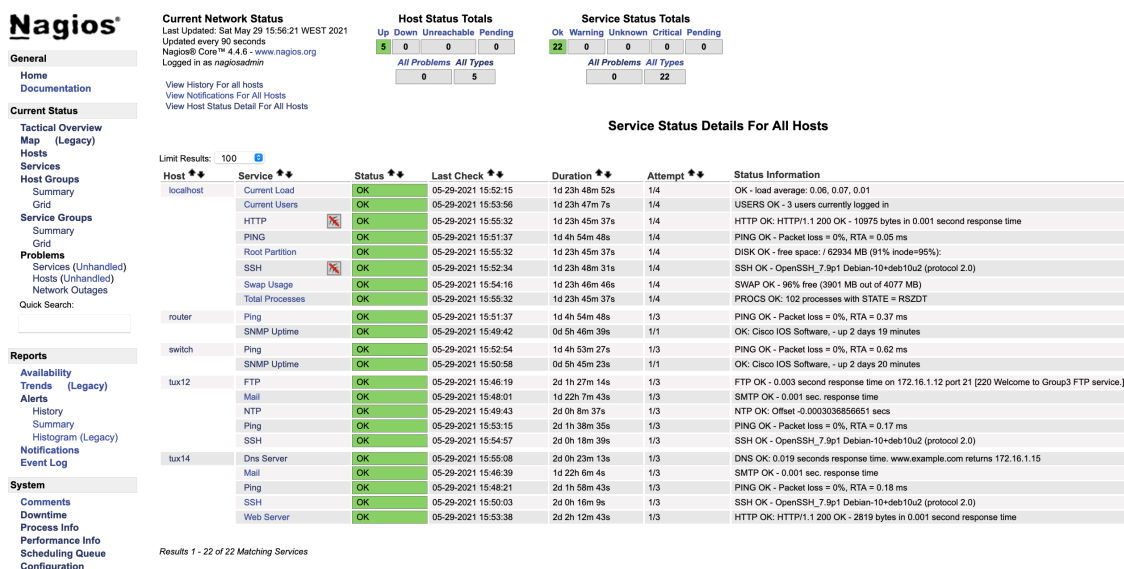 Nagios®
General
Home
Documentation
Current Status
Tactical Overview
Map (Legacy)
Hosts
Services
Host Groups
Summary
Grid
Service Groups
Summary
Grid
Problems
Services (Unhandled)
Hosts (Unhandled)
Network Outages
Quick Search:
Reports
Availability
Trends (Legacy)
Alerts
History
Summary
Histogram (Legacy)
Notifications
Event Log
System
Comments
Downtime
Process Info
Performance Info
Scheduling Queue
Configuration
Current Network Status
Last Updated: Sat May 29 15:56:21 WEST 2021
Updated every 90 seconds
Nagios® Core™ 4.4.6 - www.nagios.org
Logged in as nagiosadmin
View History For all hosts
View Notifications For All Hosts
View Host Status Detail For All Hosts
Host Status Totals
Up Down Unreachable Pending
5 0 0 0
All Problems All Types
0 5
Service Status Totals
Ok Warning Unknown Critical Pending
22 0 0 0 0
All Problems All Types
0 22
Service Status Details For All Hosts
Limit Results: 100
Host Service Status Last Check Duration Attempt Status Information
localhost Current Load OK 05-29-2021 15:52:15 1d 23h 48m 52s 1/4 OK - load average: 0.06, 0.07, 0.01
Current Users OK 05-29-2021 15:53:56 1d 23h 47m 7s 1/4 USERS OK - 3 users currently logged in
HTTP OK 05-29-2021 15:55:32 1d 23h 45m 37s 1/4 HTTP OK: HTTP/1.1 200 OK - 10975 bytes in 0.001 second response time
PING OK 05-29-2021 15:51:37 1d 4h 54m 48s 1/4 PING OK - Packet loss = 0%, RTA = 0.05 ms
Root Partition OK 05-29-2021 15:55:32 1d 23h 45m 37s 1/4 DISK OK - free space: / 62934 MB (91% inode=95%):
SSH OK 05-29-2021 15:52:34 1d 23h 48m 31s 1/4 SSH OK - OpenSSH_7.9p1 Debian-10+deb10u2 (protocol 2.0)
Swap Usage OK 05-29-2021 15:54:16 1d 23h 46m 46s 1/4 SWAP OK - 96% free (3901 MB out of 4077 MB)
Total Processes OK 05-29-2021 15:55:32 1d 23h 45m 37s 1/4 PROCS OK: 102 processes with STATE = RSZDT
router Ping OK 05-29-2021 15:51:37 1d 4h 54m 48s 1/3 PING OK - Packet loss = 0%, RTA = 0.37 ms
SNMP Uptime OK 05-29-2021 15:49:42 0d 5h 46m 39s 1/1 OK: Cisco IOS Software, - up 2 days 19 minutes
switch Ping OK 05-29-2021 15:52:54 1d 4h 53m 27s 1/3 PING OK - Packet loss = 0%, RTA = 0.62 ms
SNMP Uptime OK 05-29-2021 15:50:58 0d 5h 45m 23s 1/1 OK: Cisco IOS Software, - up 2 days 20 minutes
tux12 FTP OK 05-29-2021 15:46:19 2d 1h 27m 14s 1/3 FTP OK - 0.003 second response time on 172.16.1.12 port 21 [220 Welcome to Group3 FTP service.]
Mail OK 05-29-2021 15:48:01 1d 22h 7m 43s 1/3 SMTP OK - 0.001 sec. response time
NTP OK 05-29-2021 15:49:43 2d 0h 8m 37s 1/3 NTP OK: Offset -0.0003036856651 secs
Ping OK 05-29-2021 15:53:15 2d 1h 38m 35s 1/3 PING OK - Packet loss = 0%, RTA = 0.17 ms
SSH OK 05-29-2021 15:54:57 2d 0h 18m 39s 1/3 SSH OK - OpenSSH_7.9p1 Debian-10+deb10u2 (protocol 2.0)
tux14 Dns Server OK 05-29-2021 15:55:08 2d 0h 23m 13s 1/3 DNS OK: 0.019 seconds response time. www.example.com returns 172.16.1.15
Mail OK 05-29-2021 15:46:39 1d 22h 6m 4s 1/3 SMTP OK - 0.001 sec. response time
Ping OK 05-29-2021 15:48:21 2d 1h 58m 43s 1/3 PING OK - Packet loss = 0%, RTA = 0.18 ms
SSH OK 05-29-2021 15:50:03 2d 0h 16m 9s 1/3 SSH OK - OpenSSH_7.9p1 Debian-10+deb10u2 (protocol 2.0)
Web Server OK 05-29-2021 15:53:38 2d 2h 12m 43s 1/3 HTTP OK: HTTP/1.1 200 OK - 2819 bytes in 0.001 second response time
Results 1 - 22 of 22 Matching Services